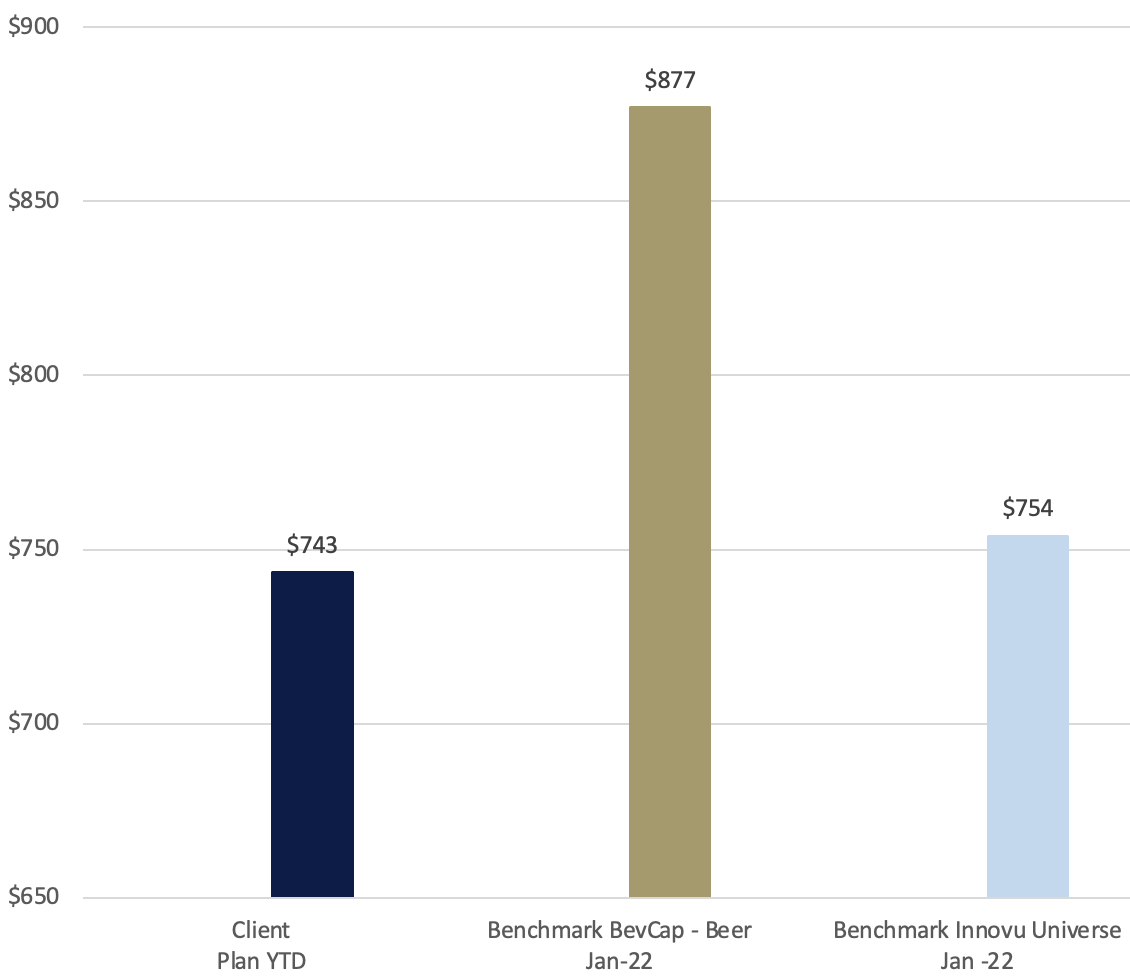 $900
$877
$850
$800
$754
$750
$743
$700
$650
Client
Plan YTD
Benchmark BevCap - Beer
Jan-22
Benchmark Innovu Universe
Jan -22